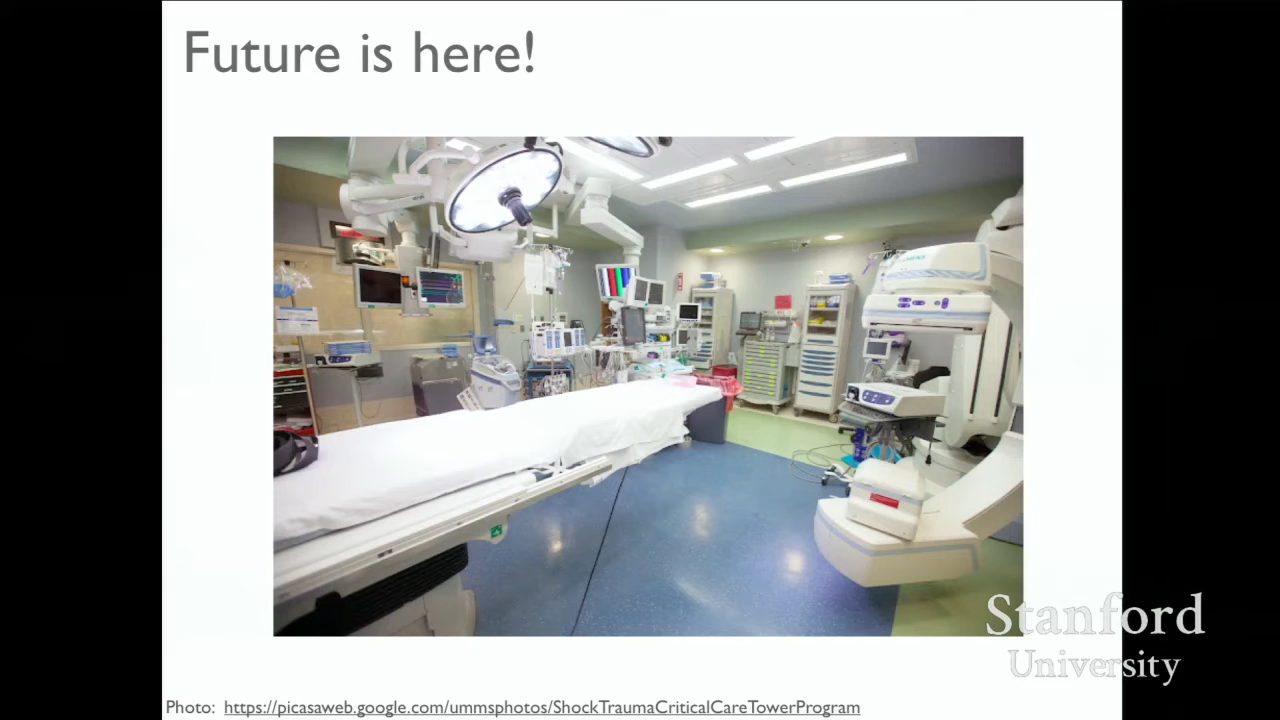 Future is here!
Stanford
University
Photo: https://picasaweb.google.com/ummsphotos/ShockTraumaCriticalCareTowerProgram